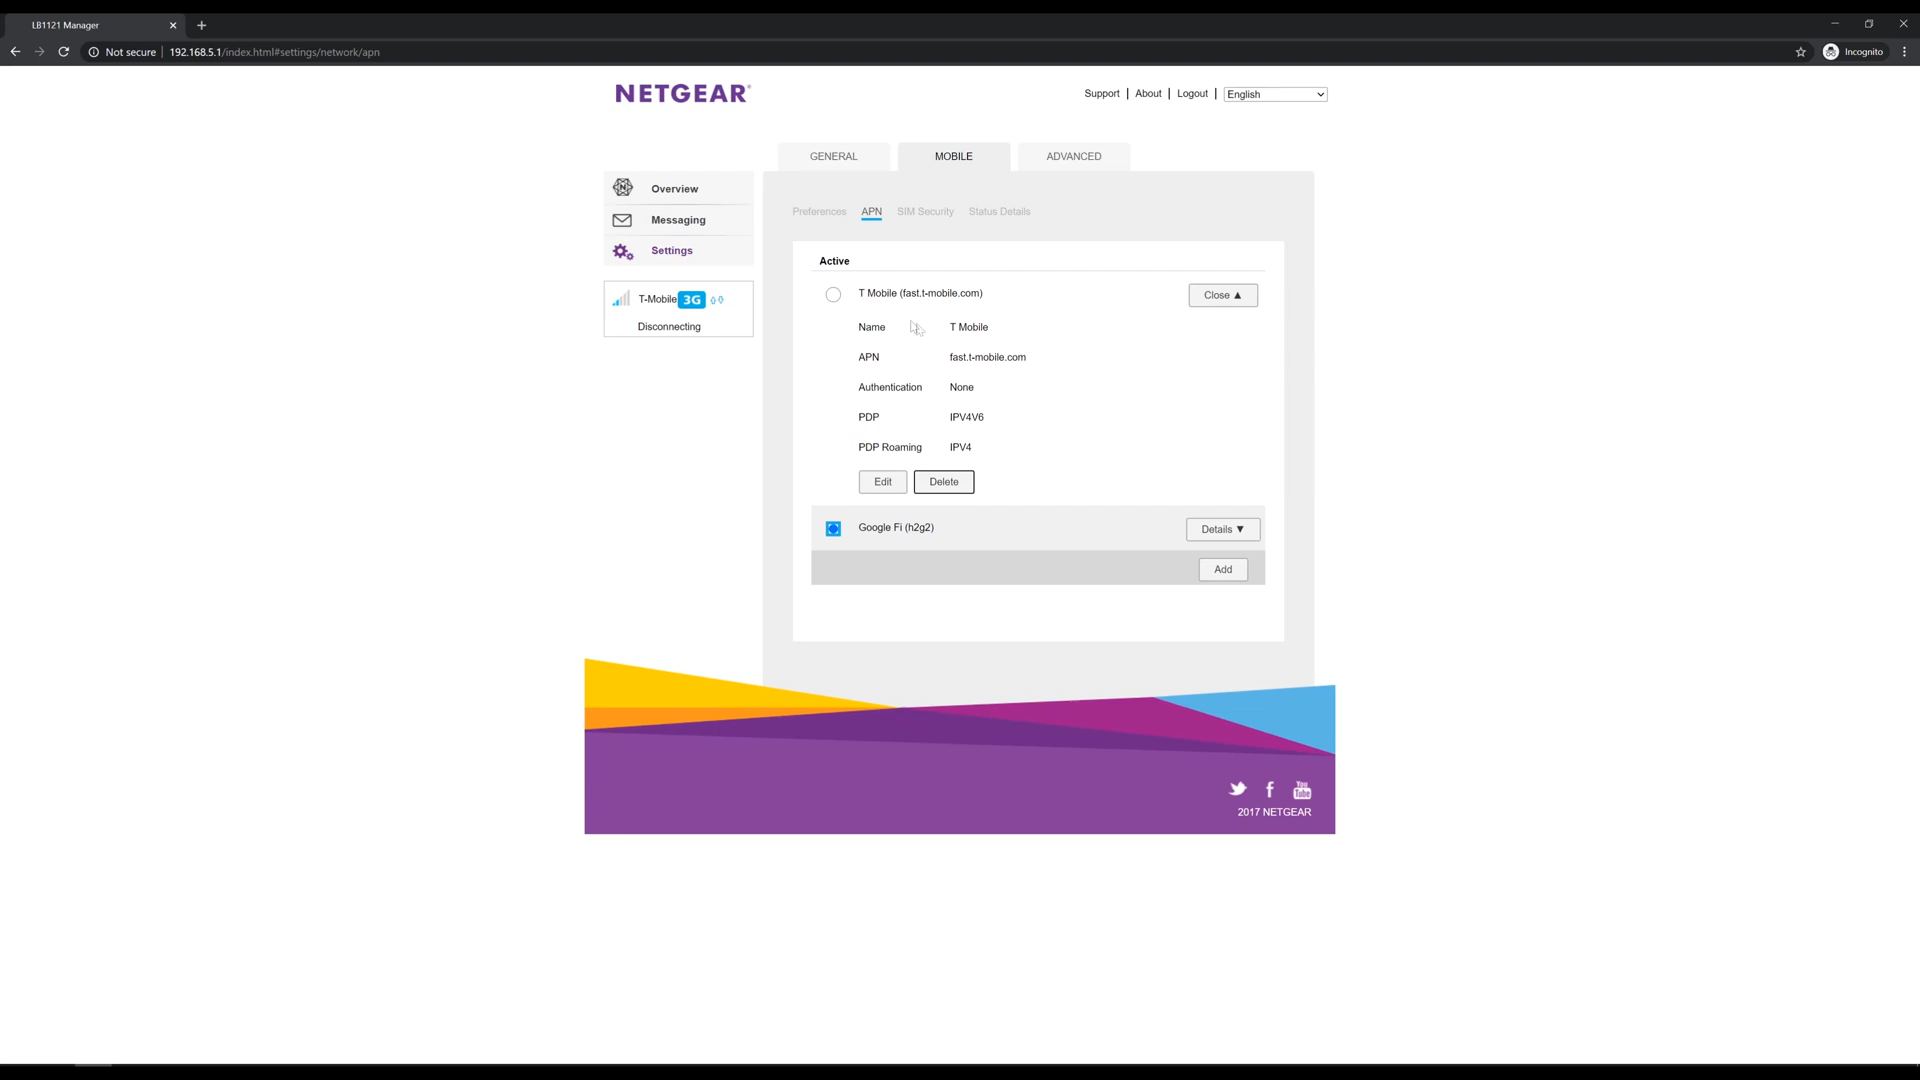 LB1121 Manager
Not secure | 192.168.5.1/index.html#settings/network/apn
Incognito
NETGEAR
Support | About | Logout | English
GENERAL MOBILE ADVANCED
Overview
Messaging
Settings
T-Mobile 3G
Disconnecting
Preferences APN SIM Security Status Details
Active
T Mobile (fast.t-mobile.com) Close ▲
Name T Mobile
APN fast.t-mobile.com
Authentication None
PDP IPV4V6
PDP Roaming IPV4
Edit Delete
Google Fi (h2g2) Details ▼
Add
You Tube
2017 NETGEAR